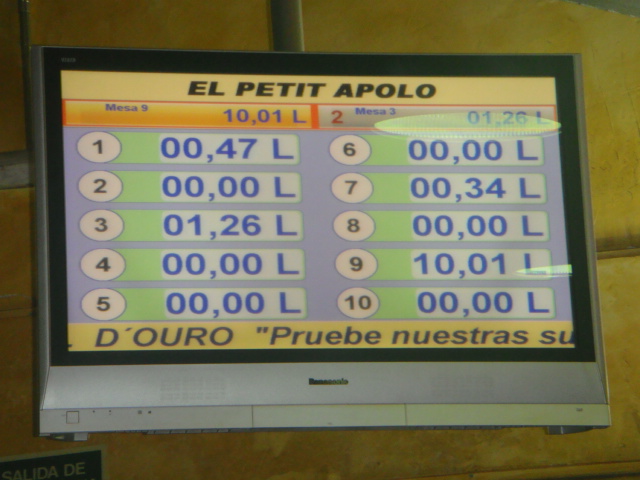 EL PETIT APOLO
Mesa 9 10,01 L 2 Mesa 3 01,26 L
1 00,47 L 6 00,00 L
2 00,00 L 7 00,34 L
3 01,26 L 8 00,00 L
4 00,00 L 9 10,01 L
5 00,00 L 10 00,00 L
D´OURO "Pruebe nuestras su
Panasonic
SALIDA DE